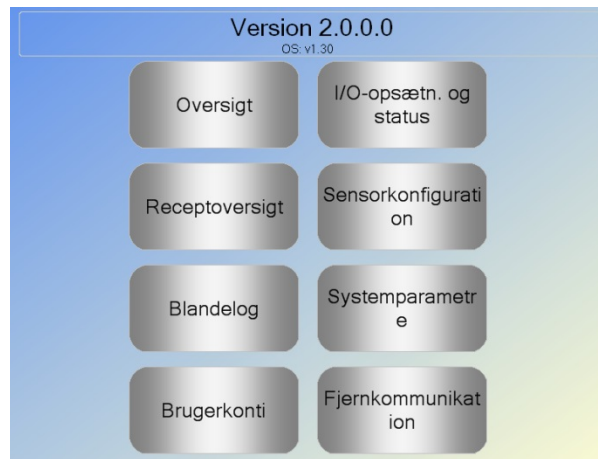 Version 2.0.0.0
OS: v1.30
Oversigt
I/O-opsætn. og
status
Receptoversigt
Sensorkonfigurati
on
Blandelog
Systemparametr
e
Brugerkonti
Fjernkommunikat
ion